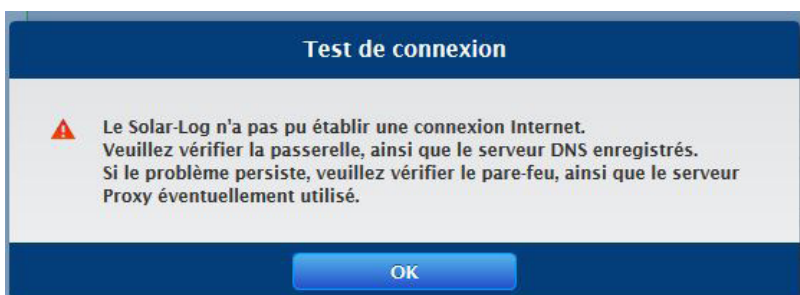 Test de connexion
Le Solar-Log n'a pas pu établir une connexion Internet.
Veuillez vérifier la passerelle, ainsi que le serveur DNS enregistrés.
Si le problème persiste, veuillez vérifier le pare-feu, ainsi que le serveur
Proxy éventuellement utilisé.
OK